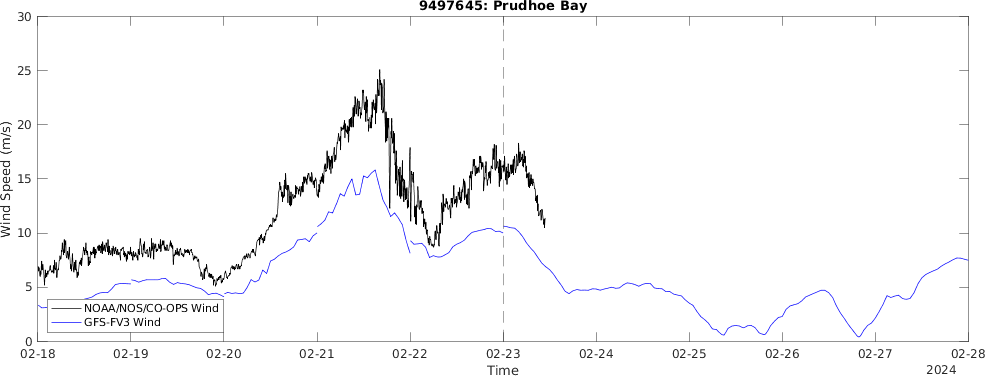 9497645: Prudhoe Bay
30
25
20
15
10
5
0
Wind Speed (m/s)
NOAA/NOS/CO-OPS Wind
GFS-FV3 Wind
02-18 02-19 02-20 02-21 02-22 02-23 02-24 02-25 02-26 02-27 02-28
Time
2024